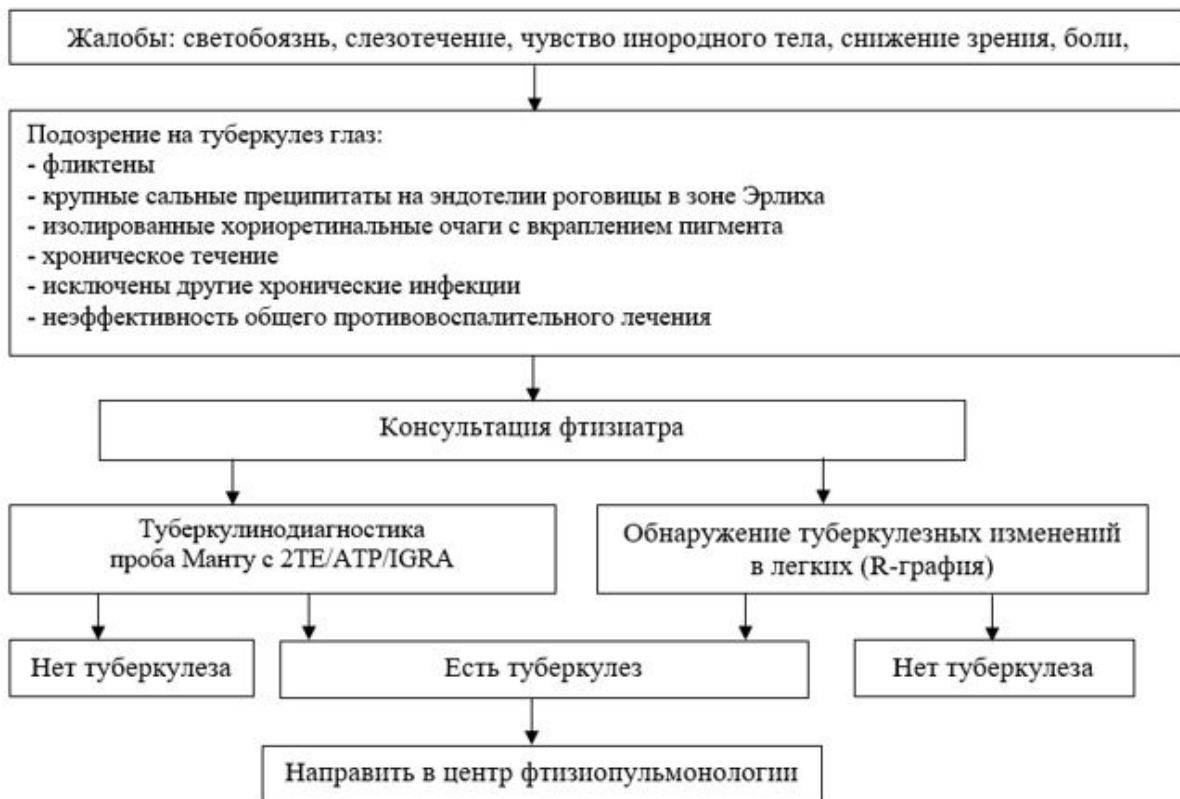 Жалобы: светобоязнь, слезотечение, чувство инородного тела, снижение зрения, боли,
Подозрение на туберкулез глаз:
- фликтены
- крупные сальные преципитаты на эндотелии роговицы в зоне Эрлиха
- изолированные хориоретинальные очаги с вкраплением пигмента
- хроническое течение
- исключены другие хронические инфекции
- неэффективность общего противовоспалительного лечения
Консультация фтизиатра
Туберкулинодиагностика
проба Манту с 2ТЕ/АТР/IGRA
Обнаружение туберкулезных изменений
в легких (R-графия)
Нет туберкулеза
Есть туберкулез
Нет туберкулеза
Направить в центр фтизиопульмонологии